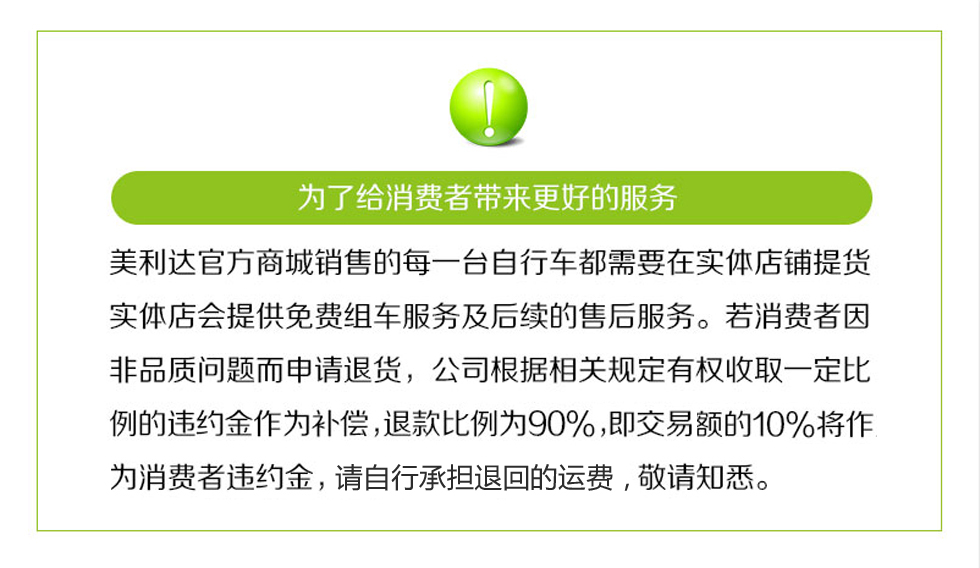 为了给消费者带来更好的服务
美利达官方商城销售的每一台自行车都需要在实体店铺提货
实体店会提供免费组车服务及后续的售后服务。若消费者因
非品质问题而申请退货，公司根据相关规定有权收取一定比
例的违约金作为补偿,退款比例为90%,即交易额的10%将作
为消费者违约金，请自行承担退回的运费，敬请知悉。